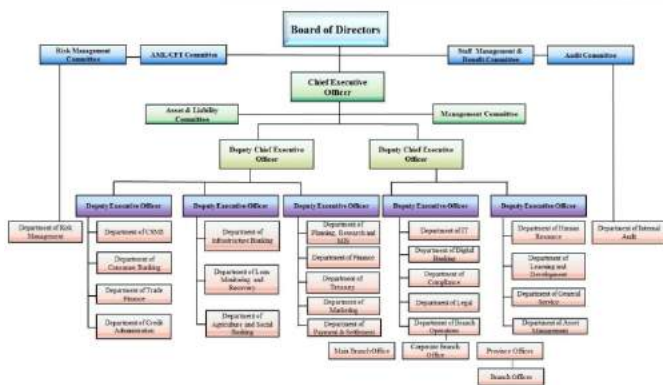 Board of Directors
Risk Management
Committee
AML/CFT Committee
Staff Management &
Benefit Committee
Audit Committee
Chief Executive
Officer
Asset & Liability
Committee
Management Committee
Deputy Chief Executive
Officer
Deputy Chief Executive
Officer
Deputy Executive Officer
Deputy Executive Officer
Deputy Executive Officer
Deputy Executive Officer
Deputy Executive Officer
Department of Risk
Management
Department of CSME
Department of
Consumer Banking
Department of Trade
Finance
Department of Credit
Administration
Department of
Infrastructure Banking
Department of Loan
Monitoring and
Recovery
Department of
Agriculture and Social
Banking
Department of
Planning, Research and
MIS
Department of Finance
Department of
Treasury
Department of
Marketing
Department of
Payment & Settlement
Department of IT
Department of Digital
Banking
Department of
Compliance
Department of Legal
Department of Branch
Operations
Department of Human
Resource
Department of
Learning and
Development
Department of General
Service
Department of Asset
Management
Department of Internal
Audit
Main Branch Office
Corporate Branch
Office
Province Offices
Branch Offices